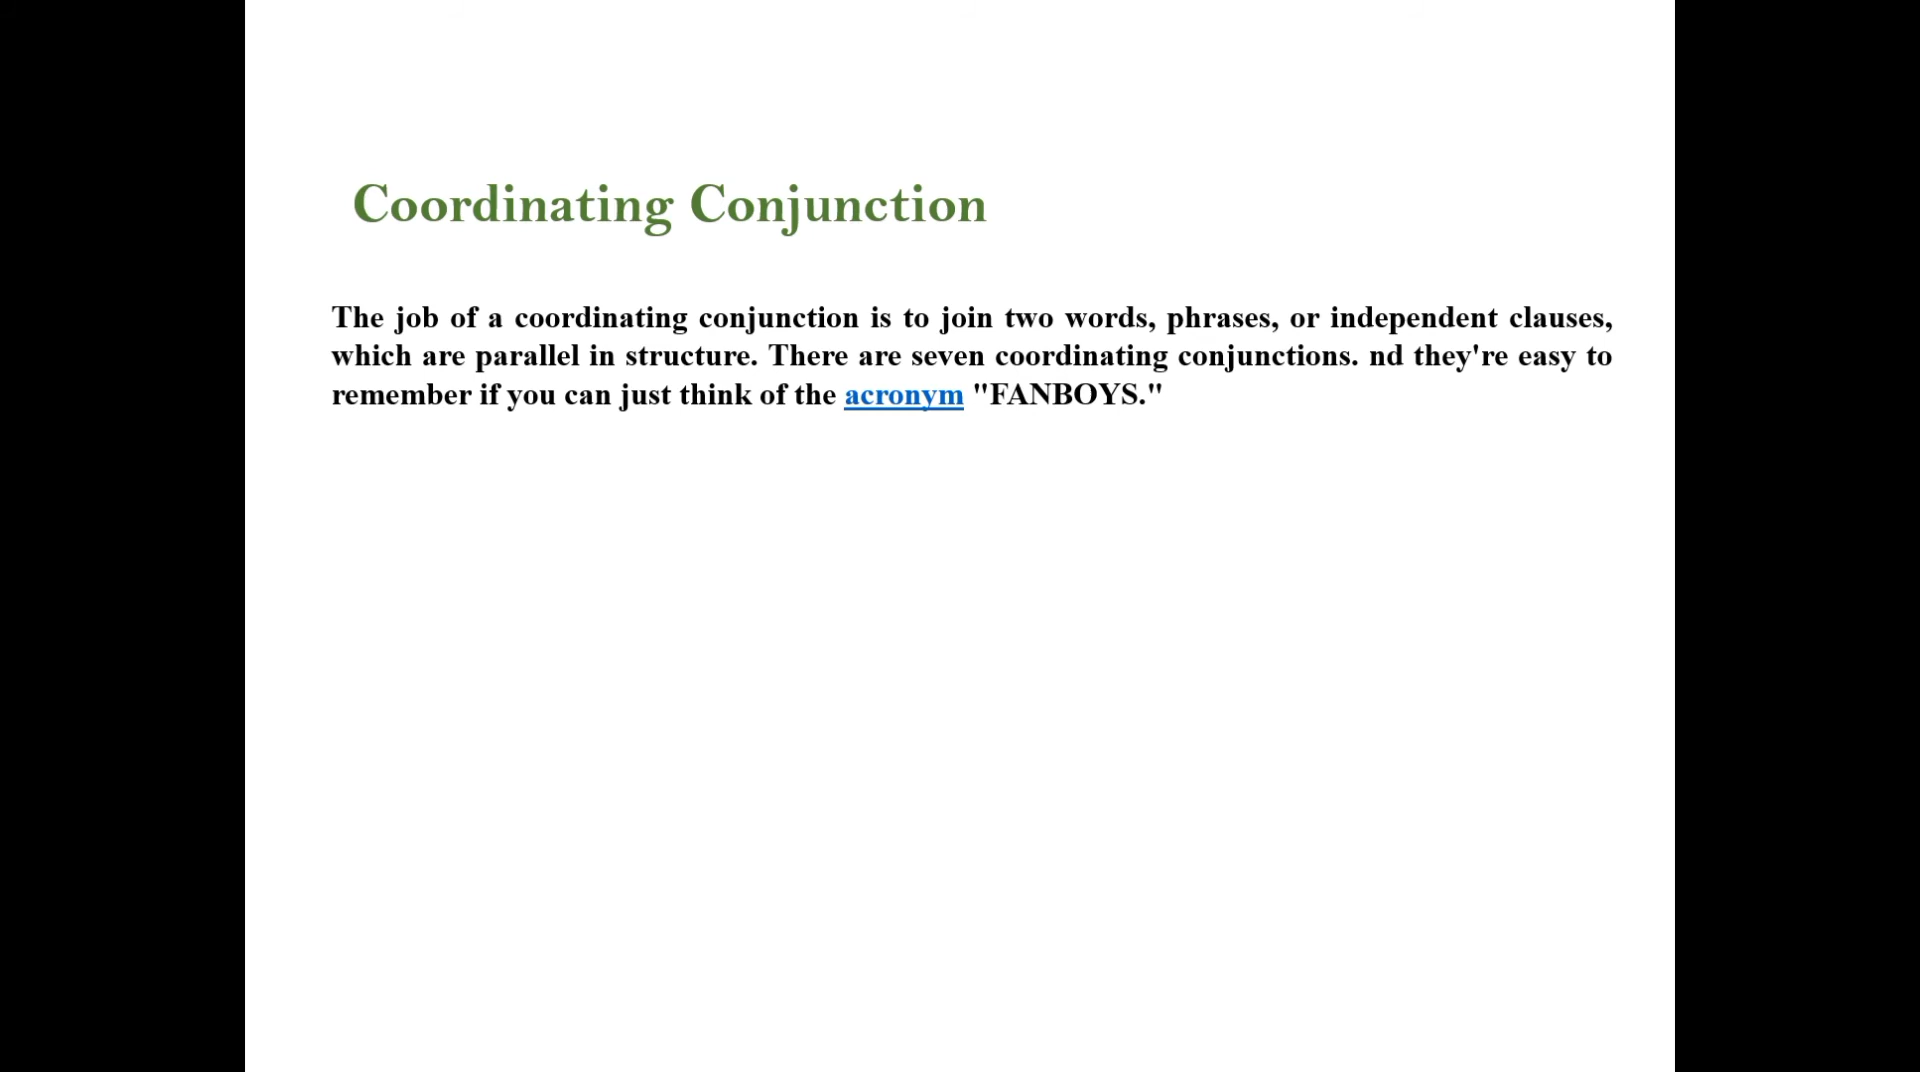 Coordinating Conjunction
The job of a coordinating conjunction is to join two words, phrases, or independent clauses,
which are parallel in structure. There are seven coordinating conjunctions. nd they're easy to
remember if you can just think of the acronym "FANBOYS."